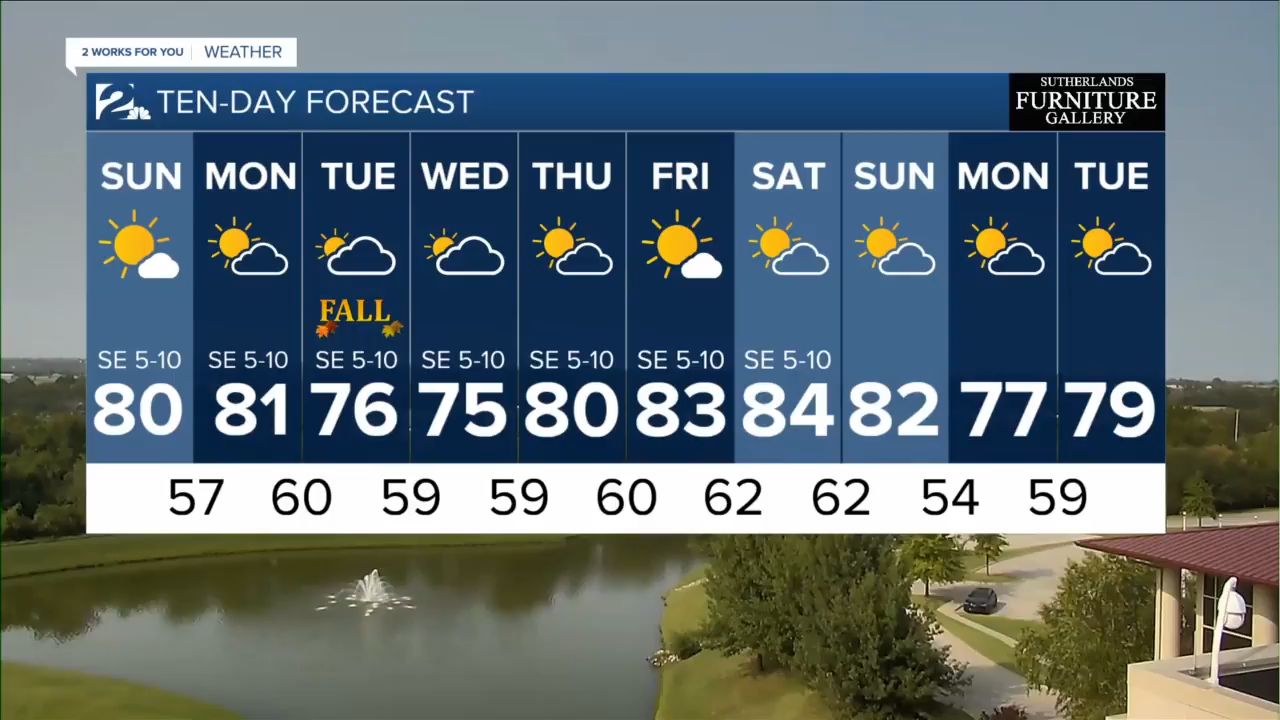 2 WORKS FOR YOU | WEATHER
2 TEN-DAY FORECAST
SUTHERLANDS
FURNITURE
GALLERY
SUN MON TUE WED THU FRI SAT SUN MON TUE
FALL
SE 5-10 SE 5-10 SE 5-10 SE 5-10 SE 5-10 SE 5-10 SE 5-10
80 81 76 75 80 83 84 82 77 79
57 60 59 59 60 62 62 54 59